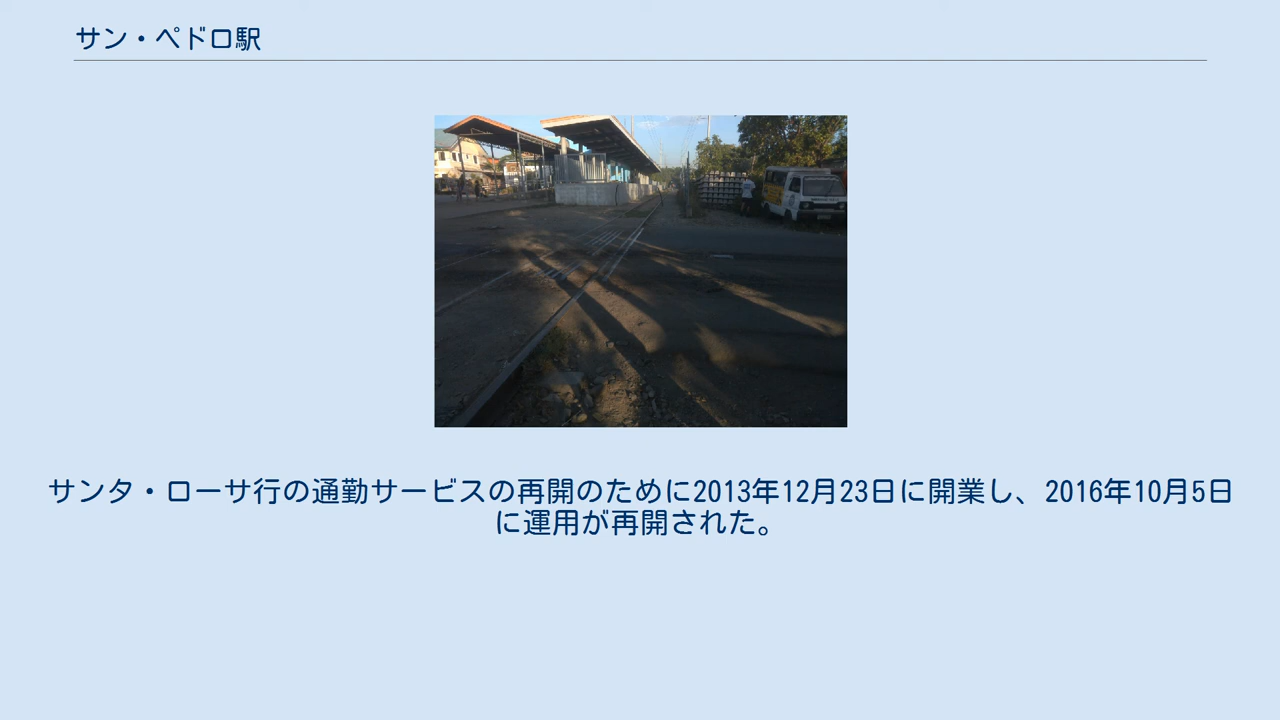 サン・ペドロ駅
サンタ・ローサ行の通勤サービスの再開のために2013年12月23日に開業し、2016年10月5日
に運用が再開された。